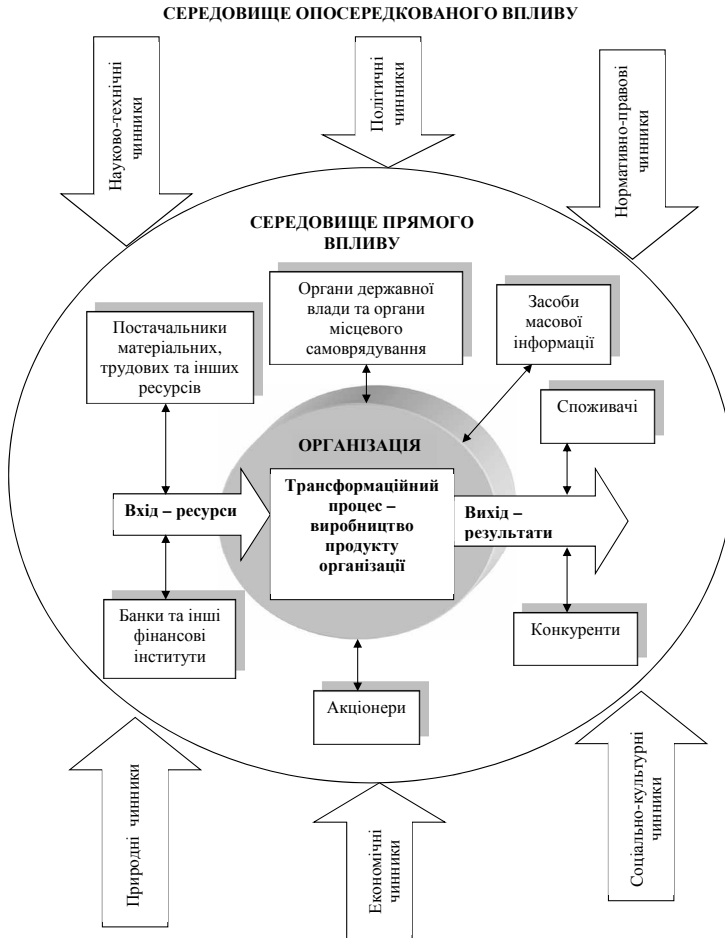 СЕРЕДОВИЩЕ ОПОСЕРЕДКОВАНОГО ВПЛИВУ
Науково-технічні
чинники
Політичні
чинники
Нормативно-правові
чинники
СЕРЕДОВИЩЕ ПРЯМОГО
ВПЛИВУ
Постачальники
матеріальних,
трудових та інших
ресурсів
Органи державної
влади та органи
місцевого
самоврядування
Засоби
масової
інформації
Споживачі
ОРГАНІЗАЦІЯ
Вхід – ресурси
Трансформаційний
процес –
виробництво
продукту
організації
Вихід –
результати
Банки та інші
фінансові
інститути
Конкуренти
Акціонери
Природні чинники
Економічні
чинники
Соціально-культурні
чинники